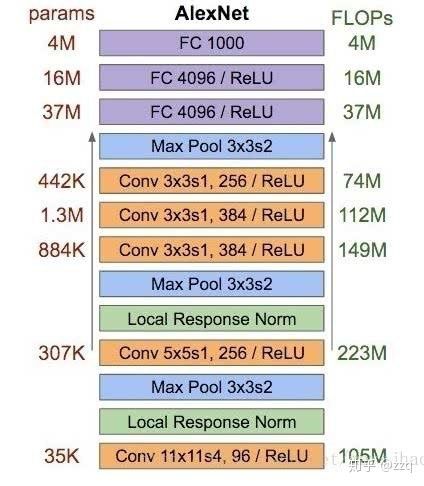 params AlexNet FLOPs
4M FC 1000 4M
16M FC 4096 / ReLU 16M
37M FC 4096 / ReLU 37M
Max Pool 3x3s2
442K Conv 3x3s1, 256 / ReLU 74M
1.3M Conv 3x3s1, 384 / ReLU 112M
884K Conv 3x3s1, 384 / ReLU 149M
Max Pool 3x3s2
Local Response Norm
307K Conv 5x5s1, 256 / ReLU 223M
Max Pool 3x3s2
Local Response Norm
35K Conv 11x11s4, 96 / ReLU 105M
知乎 @zzq